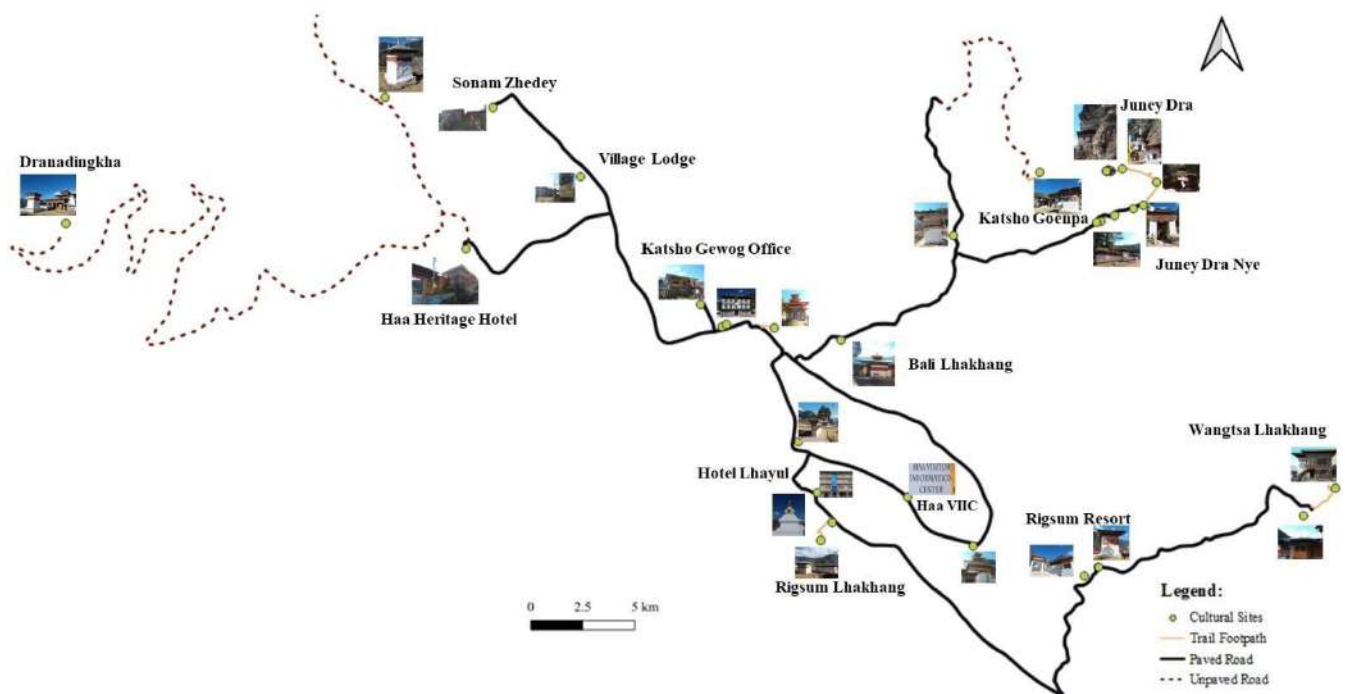 Sonam Zhedey
Juney Dra
Dranadingkha
Village Lodge
Katsho Goenpa
Katsho Gewog Office
Juney Dra Nye
Haa Heritage Hotel
Bali Lhakhang
Wangtsa Lhakhang
Hotel Lhayul
INFORMATION
CENTER
Haa VIIC
Rigsum Resort
Rigsum Lhakhang
0 2.5 5 km
Legend:
Cultural Sites
Trail Footpath
Paved Road
Unpaved Road